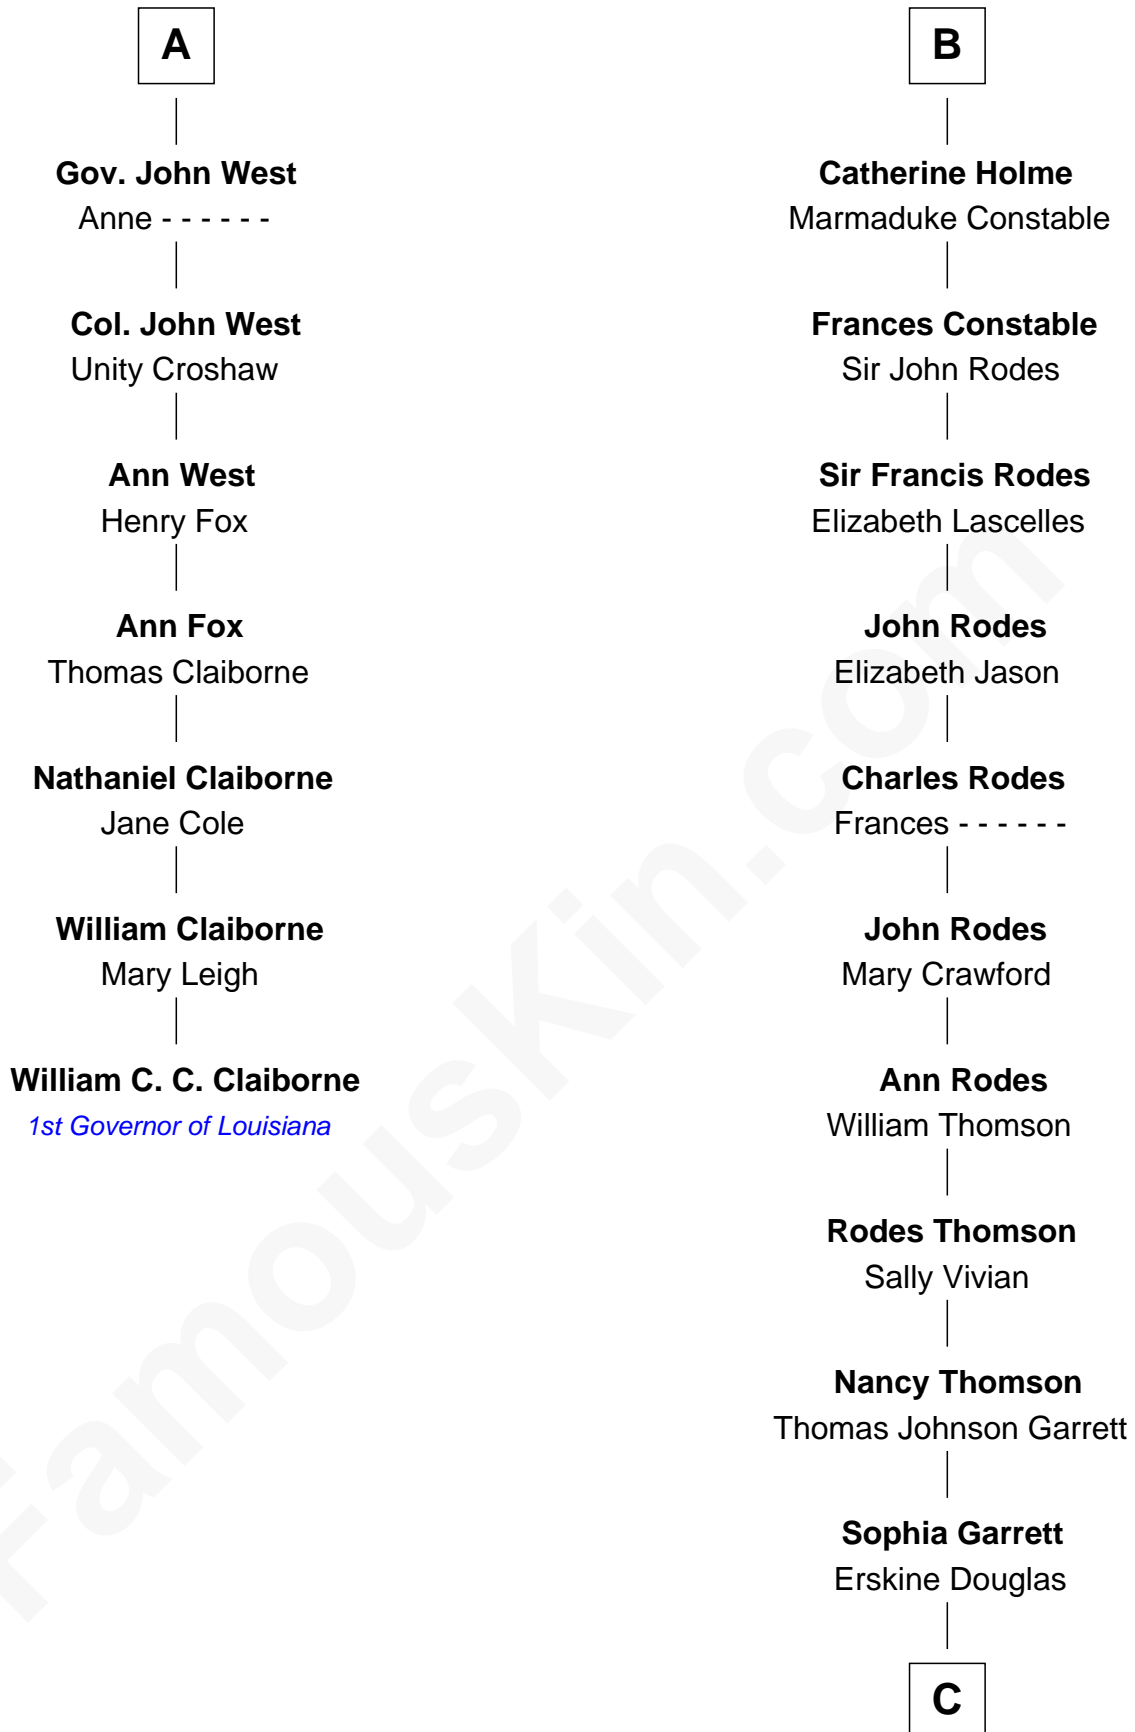 A
Gov. John West
Anne - - - - - -
Col. John West
Unity Croshaw
Ann West
Henry Fox
Ann Fox
Thomas Claiborne
Nathaniel Claiborne
Jane Cole
William Claiborne
Mary Leigh
William C. C. Claiborne
1st Governor of Louisiana
B
Catherine Holme
Marmaduke Constable
Frances Constable
Sir John Rodes
Sir Francis Rodes
Elizabeth Lascelles
John Rodes
Elizabeth Jason
Charles Rodes
Frances - - - - - -
John Rodes
Mary Crawford
Ann Rodes
William Thomson
Rodes Thomson
Sally Vivian
Nancy Thomson
Thomas Johnson Garrett
Sophia Garrett
Erskine Douglas
C
FamousKin.com